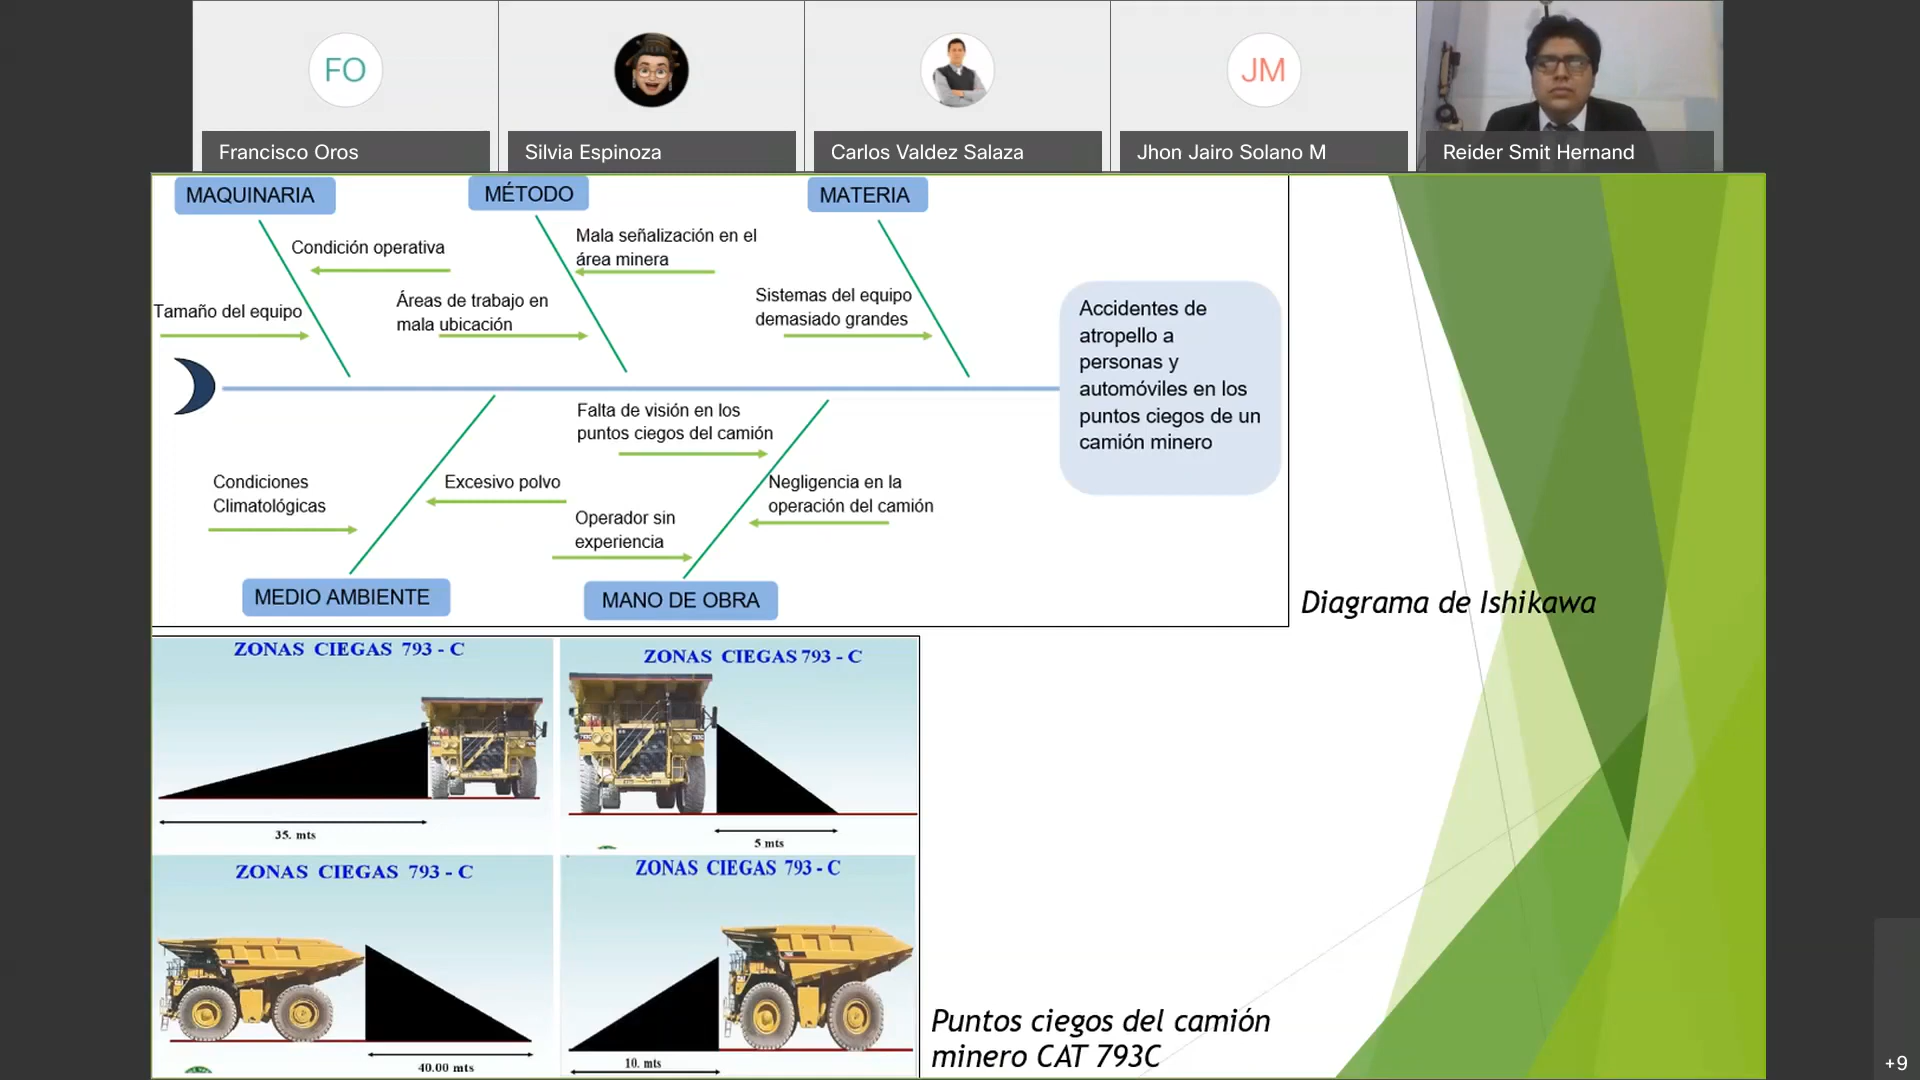 FO
JM
Francisco Oros
Silvia Espinoza
Carlos Valdez Salaza
Jhon Jairo Solano M
Reider Smit Hernand
MAQUINARIA
MÉTODO
MATERIA
Condición operativa
Mala señalización en el
área minera
Tamaño del equipo
Áreas de trabajo en
mala ubicación
Sistemas del equipo
demasiado grandes
Accidentes de
atropello a
personas y
automóviles en los
puntos ciegos de un
camión minero
Falta de visión en los
puntos ciegos del camión
Condiciones
Climatológicas
Excesivo polvo
Operador sin
experiencia
Negligencia en la
operación del camión
MEDIO AMBIENTE
MANO DE OBRA
Diagrama de Ishikawa
ZONAS CIEGAS 793 - C
35. mts
ZONAS CIEGAS 793 - C
5 mts
ZONAS CIEGAS 793 - C
40.00 mts
ZONAS CIEGAS 793 - C
10. mts
Puntos ciegos del camión
minero CAT 793C
+9